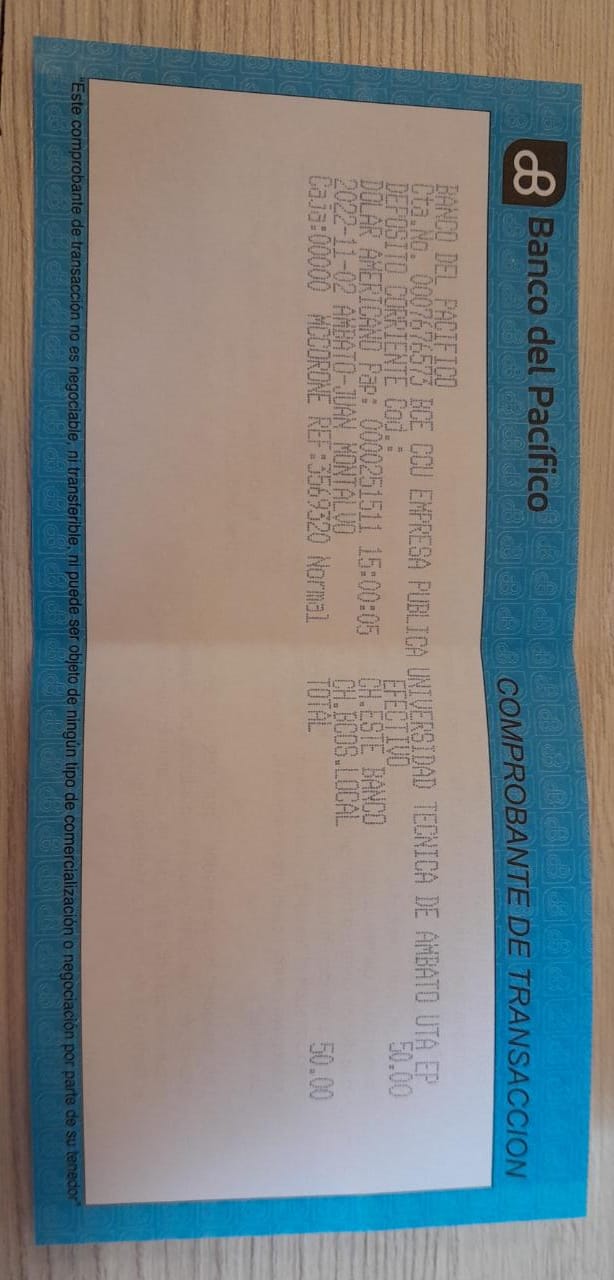 Banco del Pacífico
COMPROBANTE DE TRANSACCION
BANCO DEL PACIFICO
Cta.No. 0007676573 BCE CCU EMPRESA PUBLICA UNIVERSIDAD TECNICA DE AMBATO UTA EP
DEPOSITO CORRIENTE Cod.: EFECTIVO 50.00
DOLAR AMERICANO Pap: 0000251511 15:00:05 CH.ESTE BANCO
2022-11-02 AMBATO-JUAN MONTALVO CH.BCOS.LOCAL
Caja:00000 MCCORONE REF:3569320 Normal TOTAL 50.00
"Este comprobante de transacción no es negociable, ni transferible, ni puede ser objeto de ningún tipo de comercialización o negociación por parte de su tenedor"